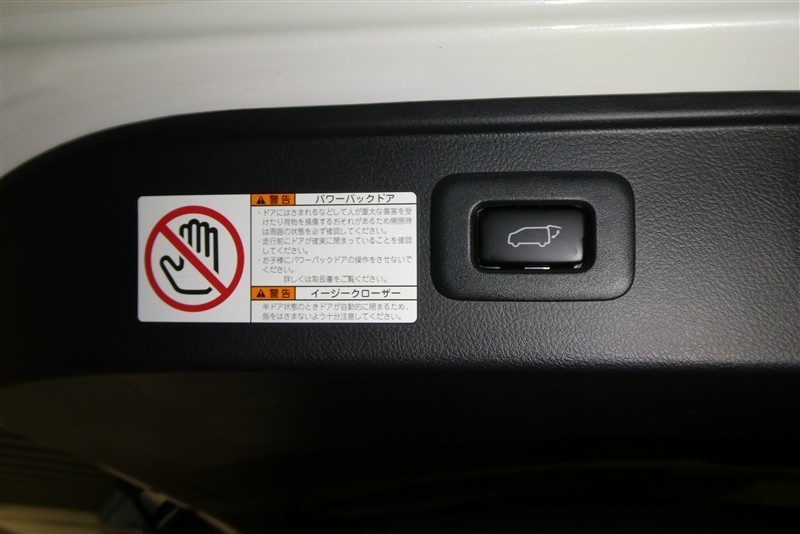 警告 パワーバックドア
・ドアにはさまれるなどして人が重大な傷害を受
けたり荷物を損傷するおそれがあるため開閉時
は周囲の状態を必ず確認してください。
・走行前にドアが確実に閉まっていることを確認
してください。
・お子様にパワーバックドアの操作をさせないで
ください。
詳しくは取扱書をご覧ください。
警告 イージークローザー
半ドア状態のときドアが自動的に閉まるため、
指をはさまないよう十分注意してください。